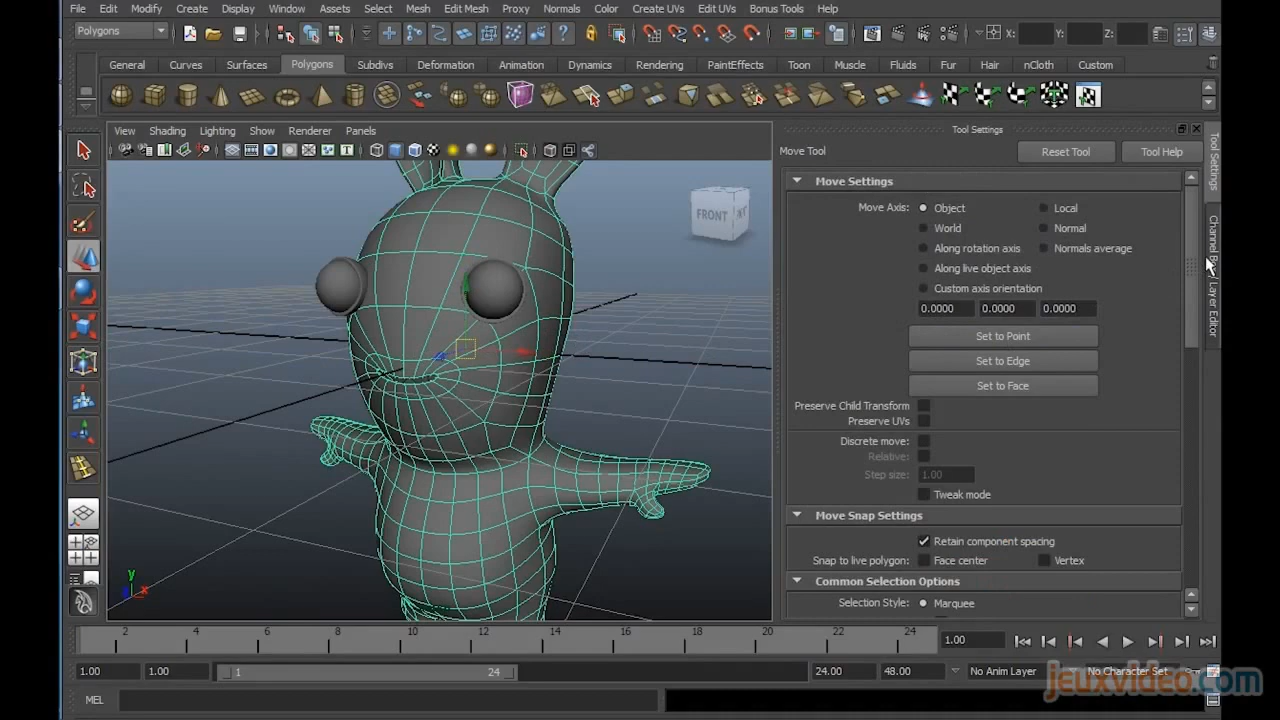 File Edit Modify Create Display Window Assets Select Mesh Edit Mesh Proxy Normals Color Create UVs Edit UVs Bonus Tools Help
Polygons
X: Y: Z:
General Curves Surfaces Polygons Subdivs Deformation Animation Dynamics Rendering PaintEffects Toon Muscle Fluids Fur Hair nCloth Custom
View Shading Lighting Show Renderer Panels
FRONT
y
x
Tool Settings
Move Tool
Reset Tool
Tool Help
Move Settings
Move Axis: Object Local
World Normal
Along rotation axis Normals average
Along live object axis
Custom axis orientation
0.0000 0.0000 0.0000
Set to Point
Set to Edge
Set to Face
Preserve Child Transform
Preserve UVs
Discrete move:
Relative:
Step size: 1.00
Tweak mode
Move Snap Settings
Retain component spacing
Snap to live polygon: Face center Vertex
Common Selection Options
Selection Style: Marquee
Tool Settings
Channel Box / Layer Editor
2 4 6 8 10 12 14 16 18 20 22 24
1.00
1.00 1.00 1 24 24.00 48.00 No Anim Layer No Character Set
MEL
jeuxvideo.com